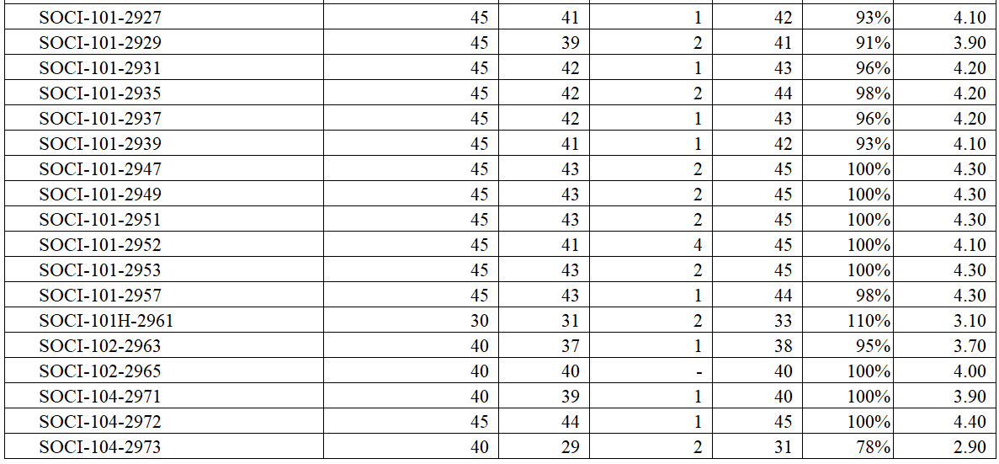 SOCI-101-2927 45 41 1 42 93% 4.10
SOCI-101-2929 45 39 2 41 91% 3.90
SOCI-101-2931 45 42 1 43 96% 4.20
SOCI-101-2935 45 42 2 44 98% 4.20
SOCI-101-2937 45 42 1 43 96% 4.20
SOCI-101-2939 45 41 1 42 93% 4.10
SOCI-101-2947 45 43 2 45 100% 4.30
SOCI-101-2949 45 43 2 45 100% 4.30
SOCI-101-2951 45 43 2 45 100% 4.30
SOCI-101-2952 45 41 4 45 100% 4.10
SOCI-101-2953 45 43 2 45 100% 4.30
SOCI-101-2957 45 43 1 44 98% 4.30
SOCI-101H-2961 30 31 2 33 110% 3.10
SOCI-102-2963 40 37 1 38 95% 3.70
SOCI-102-2965 40 40 - 40 100% 4.00
SOCI-104-2971 40 39 1 40 100% 3.90
SOCI-104-2972 45 44 1 45 100% 4.40
SOCI-104-2973 40 29 2 31 78% 2.90